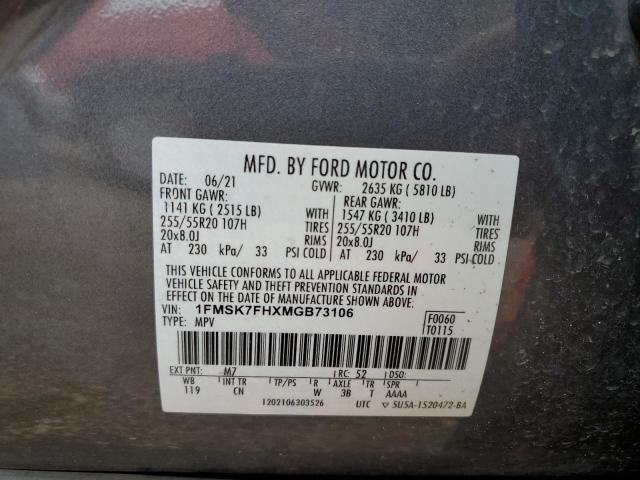 MFD. BY FORD MOTOR CO.
DATE: 06/21 GVWR: 2635 KG ( 5810 LB)
FRONT GAWR: REAR GAWR:
1141 KG ( 2515 LB) WITH 1547 KG ( 3410 LB) WITH
255/55R20 107H TIRES 255/55R20 107H TIRES
20x8.0J RIMS 20x8.0J RIMS
AT 230 kPa/ 33 PSI COLD AT 230 kPa/ 33 PSI COLD
THIS VEHICLE CONFORMS TO ALL APPLICABLE FEDERAL MOTOR
VEHICLE SAFETY AND THEFT PREVENTION STANDARDS IN
EFFECT ON THE DATE OF MANUFACTURE SHOWN ABOVE.
VIN: 1FMSK7FHXMGB73106 F0060
TYPE: MPV T0115
EXT PNT: M7 RC: 52 DSO:
WB INT TR TP/PS R AXLE TR SPR
119 CN W 3B T AAAA
1202106303526 UTC ▽ 5U5A-1520472-BA